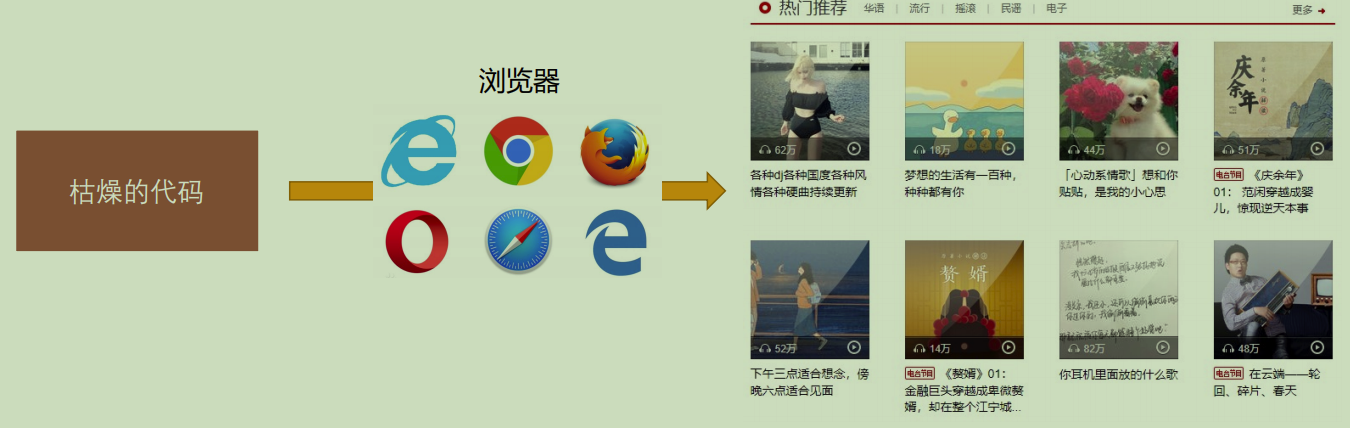 浏览器
枯燥的代码
热门推荐 华语 | 流行 | 摇滚 | 民谣 | 电子 更多
62万
18万
44万
庆余年
51万
各种dj各种国度各种风
情各种硬曲持续更新
梦想的生活有一百种，
种种都有你
「心动系情歌」想和你
贴贴，是我的小心思
电台节目 《庆余年》
01： 范闲穿越成婴
儿，惊现逆天本事
52万
赘婿
14万
82万
48万
下午三点适合想念，傍
晚六点适合见面
电台节目 《赘婿》01：
金融巨头穿越成卑微赘
婿，却在整个江宁城...
你耳机里面放的什么歌
电台节目 在云端——轮
回、碎片、春天